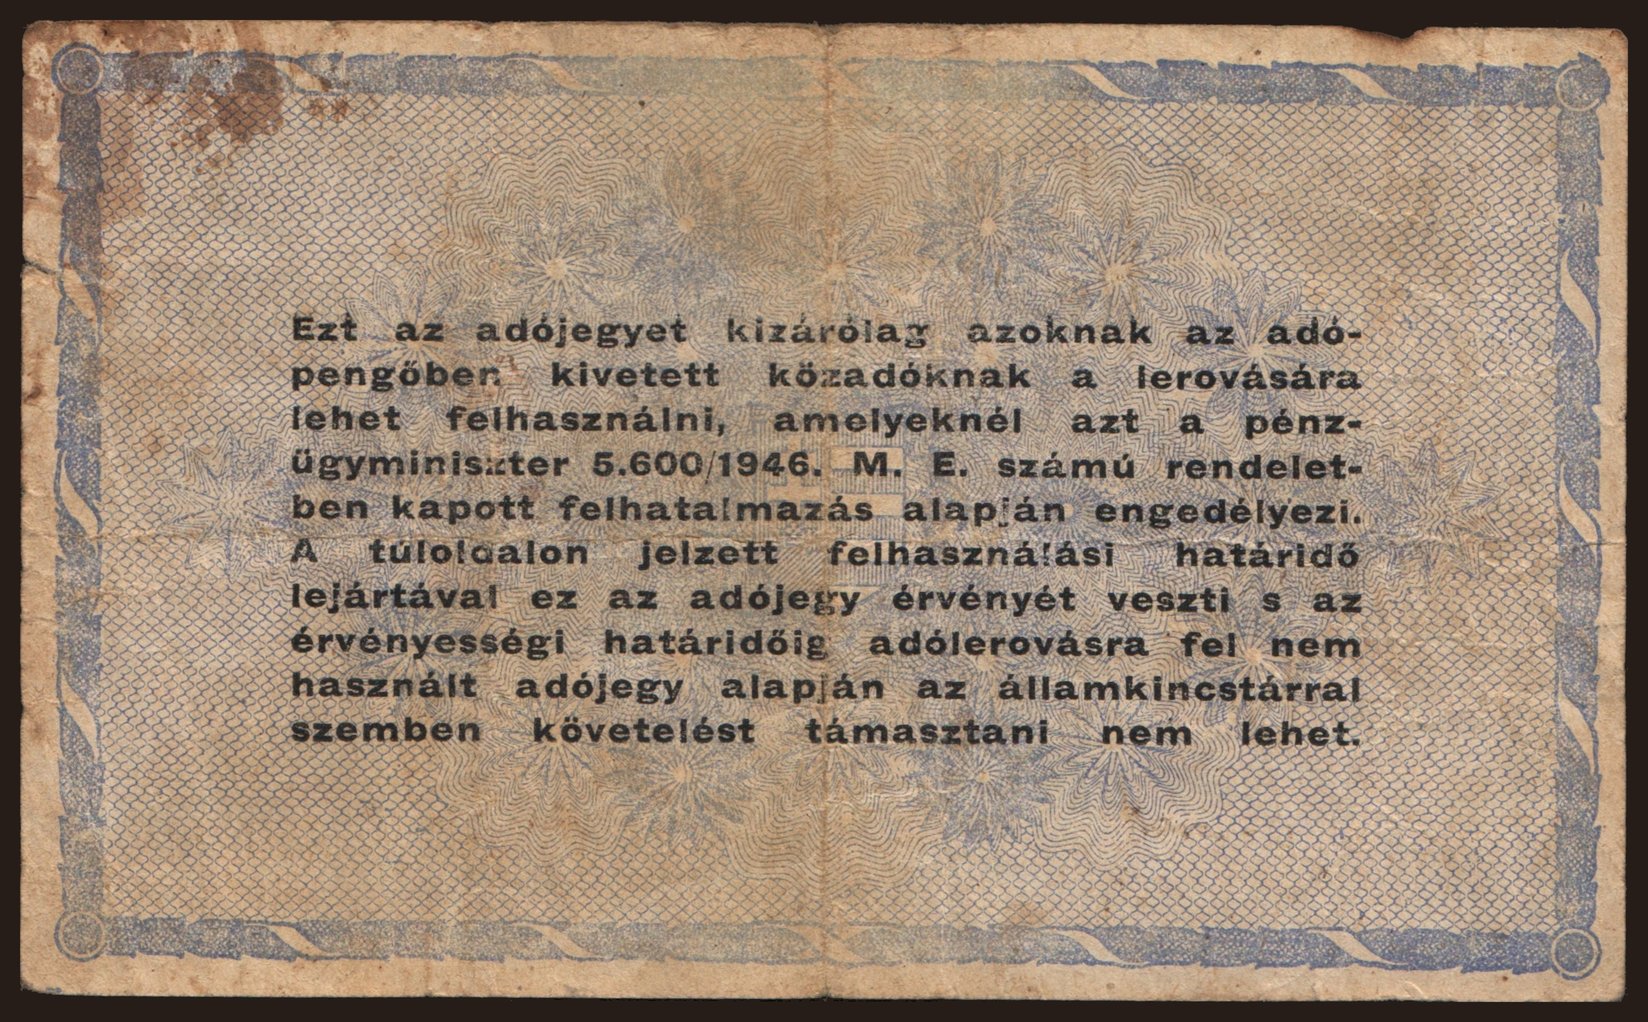 Ezt az adójegyet kizárólag azoknak az adó-
pengőben kivetett közadóknak a lerovására
lehet felhasználni, amelyeknél azt a pénz-
ügyminiszter 5.600/1946. M. E. számú rendelet-
ben kapott felhatalmazás alapján engedélyezi.
A túloldalon jelzett felhasználási határidő
lejártával ez az adójegy érvényét veszti s az
érvényességi határidőig adólerovásra fel nem
használt adójegy alapján az államkincstárral
szemben követelést támasztani nem lehet.